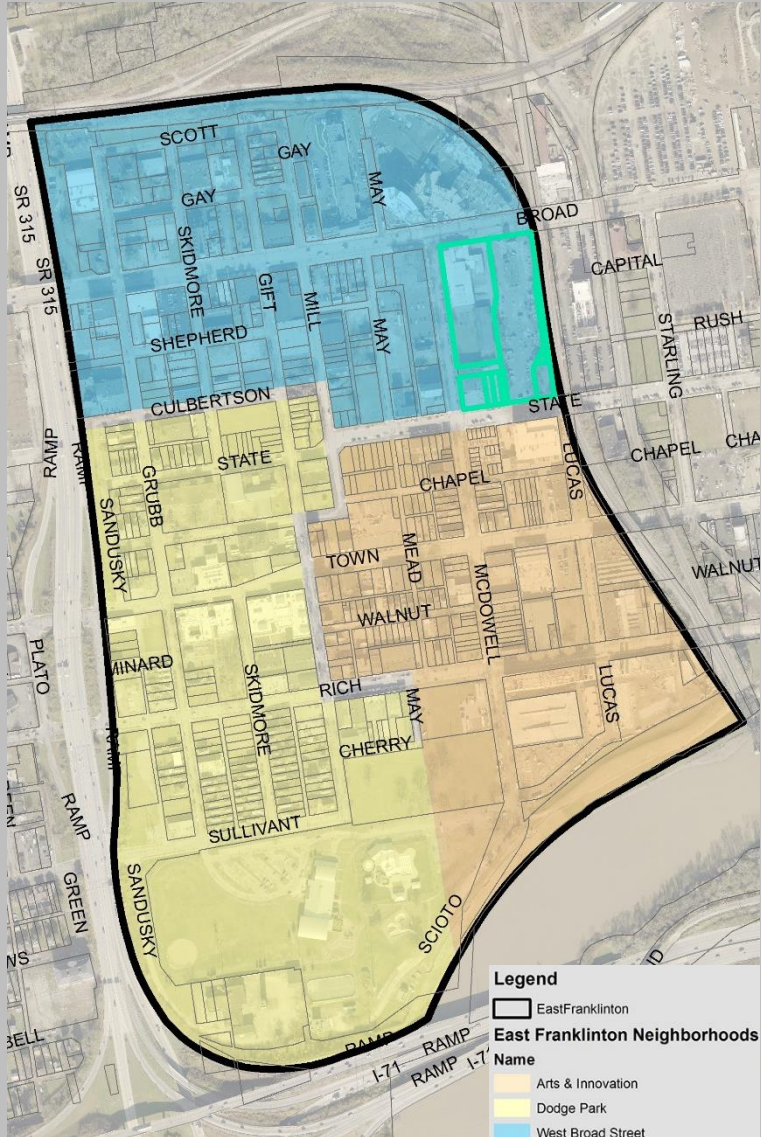 SCOTT
GAY
GAY
MAY
SR 315
SKIDMORE
BROAD
SR 315
GIFT
MILL
CAPITAL
SHEPHERD
MAY
STARLING
RUSH
CULBERTSON
STATE
RAMP
RAMP
STATE
GRUBB
CHAPEL
LUCAS
CHAPEL
SANDUSKY
TOWN
MEAD
MCDOWELL
WALNUT
WALNUT
PLATO
MINARD
SKIDMORE
RICH
MAY
LUCAS
CHERRY
RAMP
SULLIVANT
GREEN
SANDUSKY
SCIOTO
RAMP
RAMP
I-71
RAMP
Legend
EastFranklinton
East Franklinton Neighborhoods
Name
Arts & Innovation
Dodge Park
West Broad Street